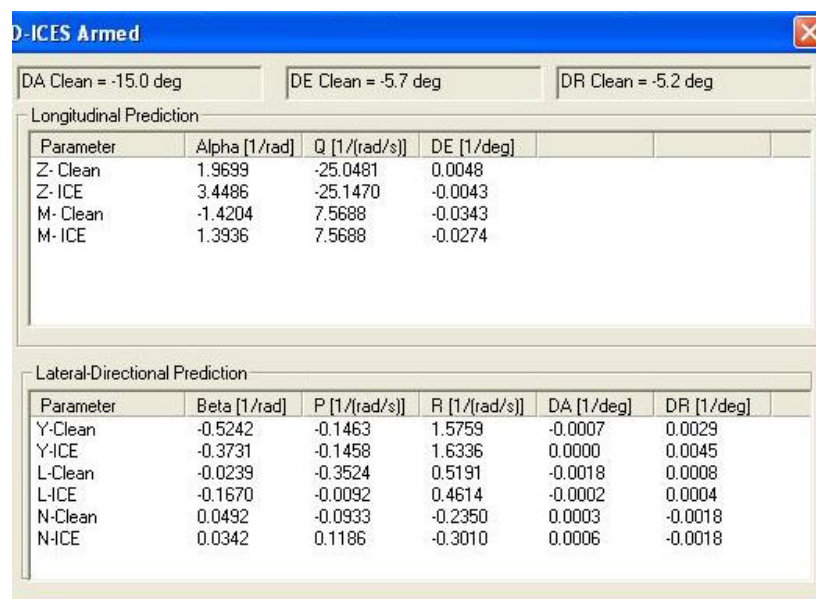 D-ICES Armed
DA Clean = -15.0 deg DE Clean = -5.7 deg DR Clean = -5.2 deg
Longitudinal Prediction
Parameter Alpha [1/rad] Q [1/(rad/s)] DE [1/deg]
Z- Clean 1.9699 -25.0481 0.0048
Z- ICE 3.4486 -25.1470 -0.0043
M- Clean -1.4204 7.5688 -0.0343
M- ICE 1.3936 7.5688 -0.0274
Lateral-Directional Prediction
Parameter Beta [1/rad] P [1/(rad/s)] R [1/(rad/s)] DA [1/deg] DR [1/deg]
Y-Clean -0.5242 -0.1463 1.5759 -0.0007 0.0029
Y-ICE -0.3731 -0.1458 1.6336 0.0000 0.0045
L-Clean -0.0239 -0.3524 0.5191 -0.0018 0.0008
L-ICE -0.1670 -0.0092 0.4614 -0.0002 0.0004
N-Clean 0.0492 -0.0933 -0.2350 0.0003 -0.0018
N-ICE 0.0342 0.1186 -0.3010 0.0006 -0.0018